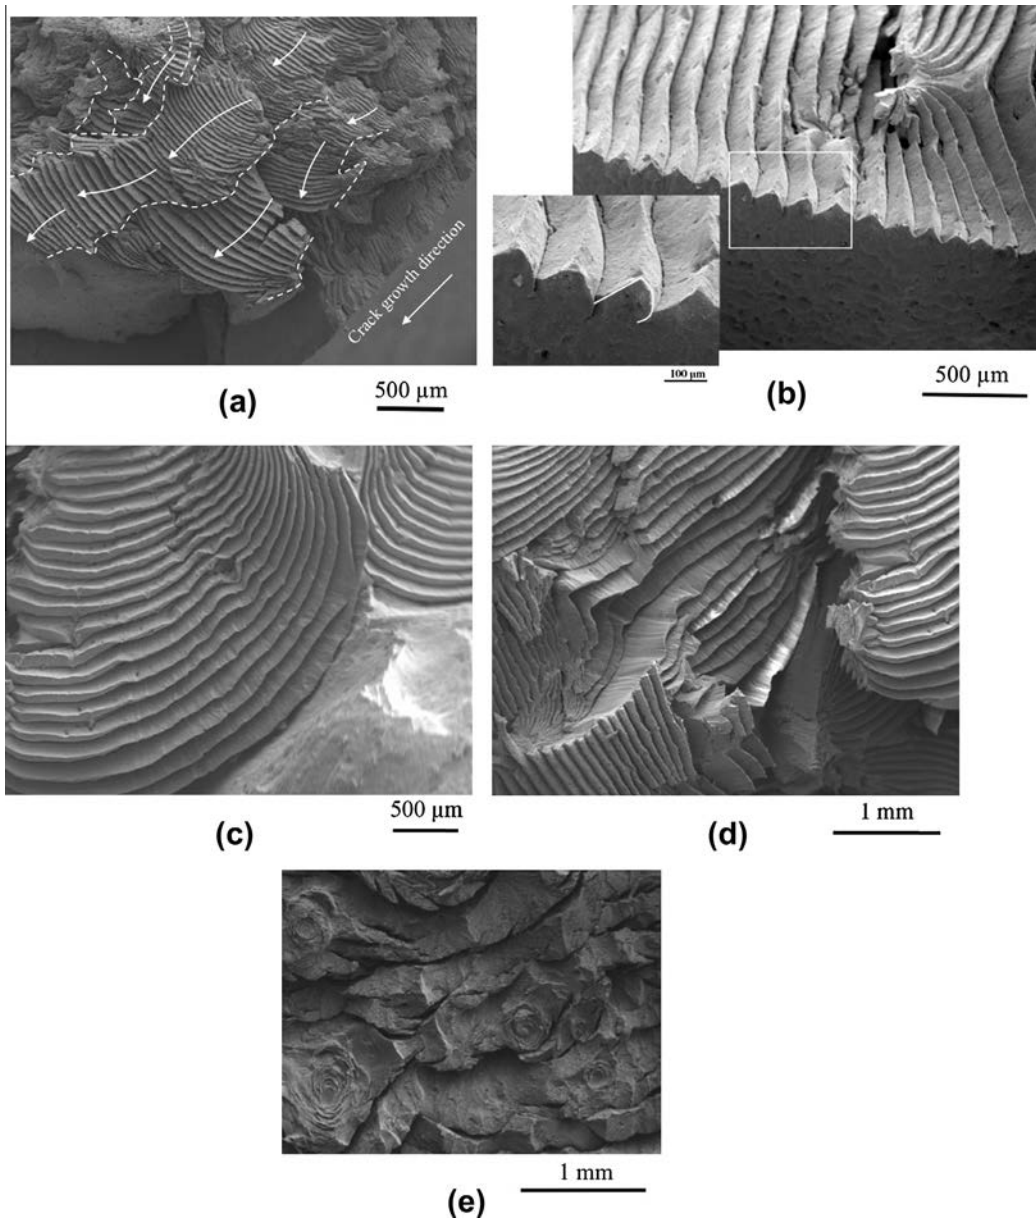 Crack growth direction
(a)
500 µm
100 µm
(b)
500 µm
(c)
500 µm
(d)
1 mm
(e)
1 mm